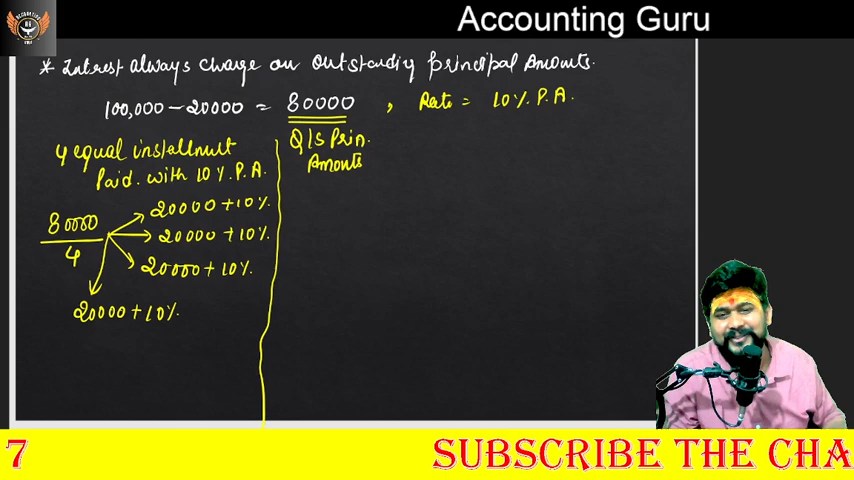 Accounting Guru
* Interest always charge on outstanding principal Amounts.
100,000 - 20000 = 80000 , Rate = 10% P.A.
4 equal installment
Paid with 10% P.A.
O/S Prin.
Amounts
80000
4
20000 + 10%
20000 + 10%
20000 + 10%.
20000 + 10%.
7
SUBSCRIBE THE CHA